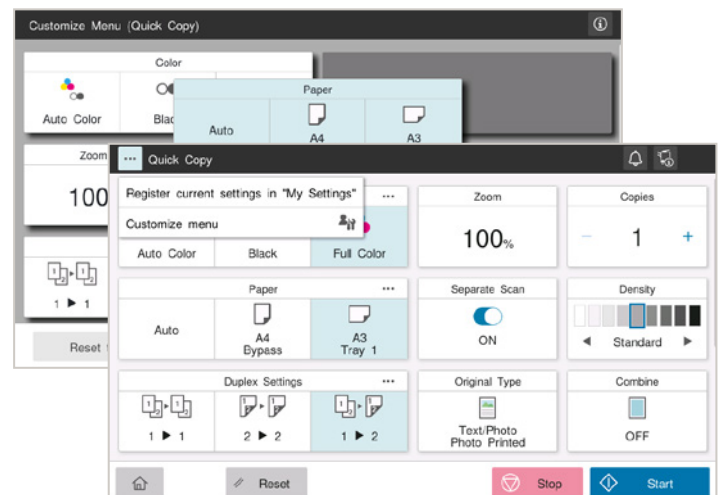 Customize Menu (Quick Copy)
Color
Auto Color
Paper
Auto
A4
A3
Zoom
100
1 ▶ 1
Reset
Quick Copy
Register current settings in "My Settings"
Customize menu
Auto Color
Black
Full Color
Zoom
100%
Copies
− 1 +
Paper
Auto
A4
Bypass
A3
Tray 1
Separate Scan
ON
Density
◀ Standard ▶
Duplex Settings
1 ▶ 1
2 ▶ 2
1 ▶ 2
Original Type
Text/Photo
Photo Printed
Combine
OFF
Reset
Stop
Start